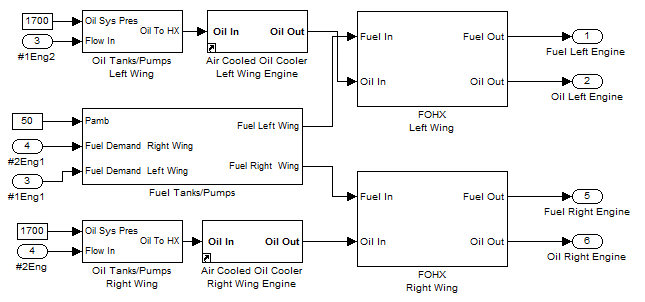 1700
Oil Sys Pres
Oil To HX
3
Flow In
#1Eng2
Oil Tanks/Pumps
Left Wing
Oil In
Oil Out
Air Cooled Oil Cooler
Left Wing Engine
Fuel In
Fuel Out
Oil In
Oil Out
FOHX
Left Wing
1
Fuel Left Engine
2
Oil Left Engine
50
Pamb
4
Fuel Demand Right Wing
#2Eng1
3
Fuel Demand Left Wing
#1Eng1
Fuel Left Wing
Fuel Right Wing
Fuel Tanks/Pumps
1700
Oil Sys Pres
Oil To HX
4
Flow In
#2Eng
Oil Tanks/Pumps
Right Wing
Oil In
Oil Out
Air Cooled Oil Cooler
Right Wing Engine
Fuel In
Fuel Out
Oil In
Oil Out
FOHX
Right Wing
5
Fuel Right Engine
6
Oil Right Engine